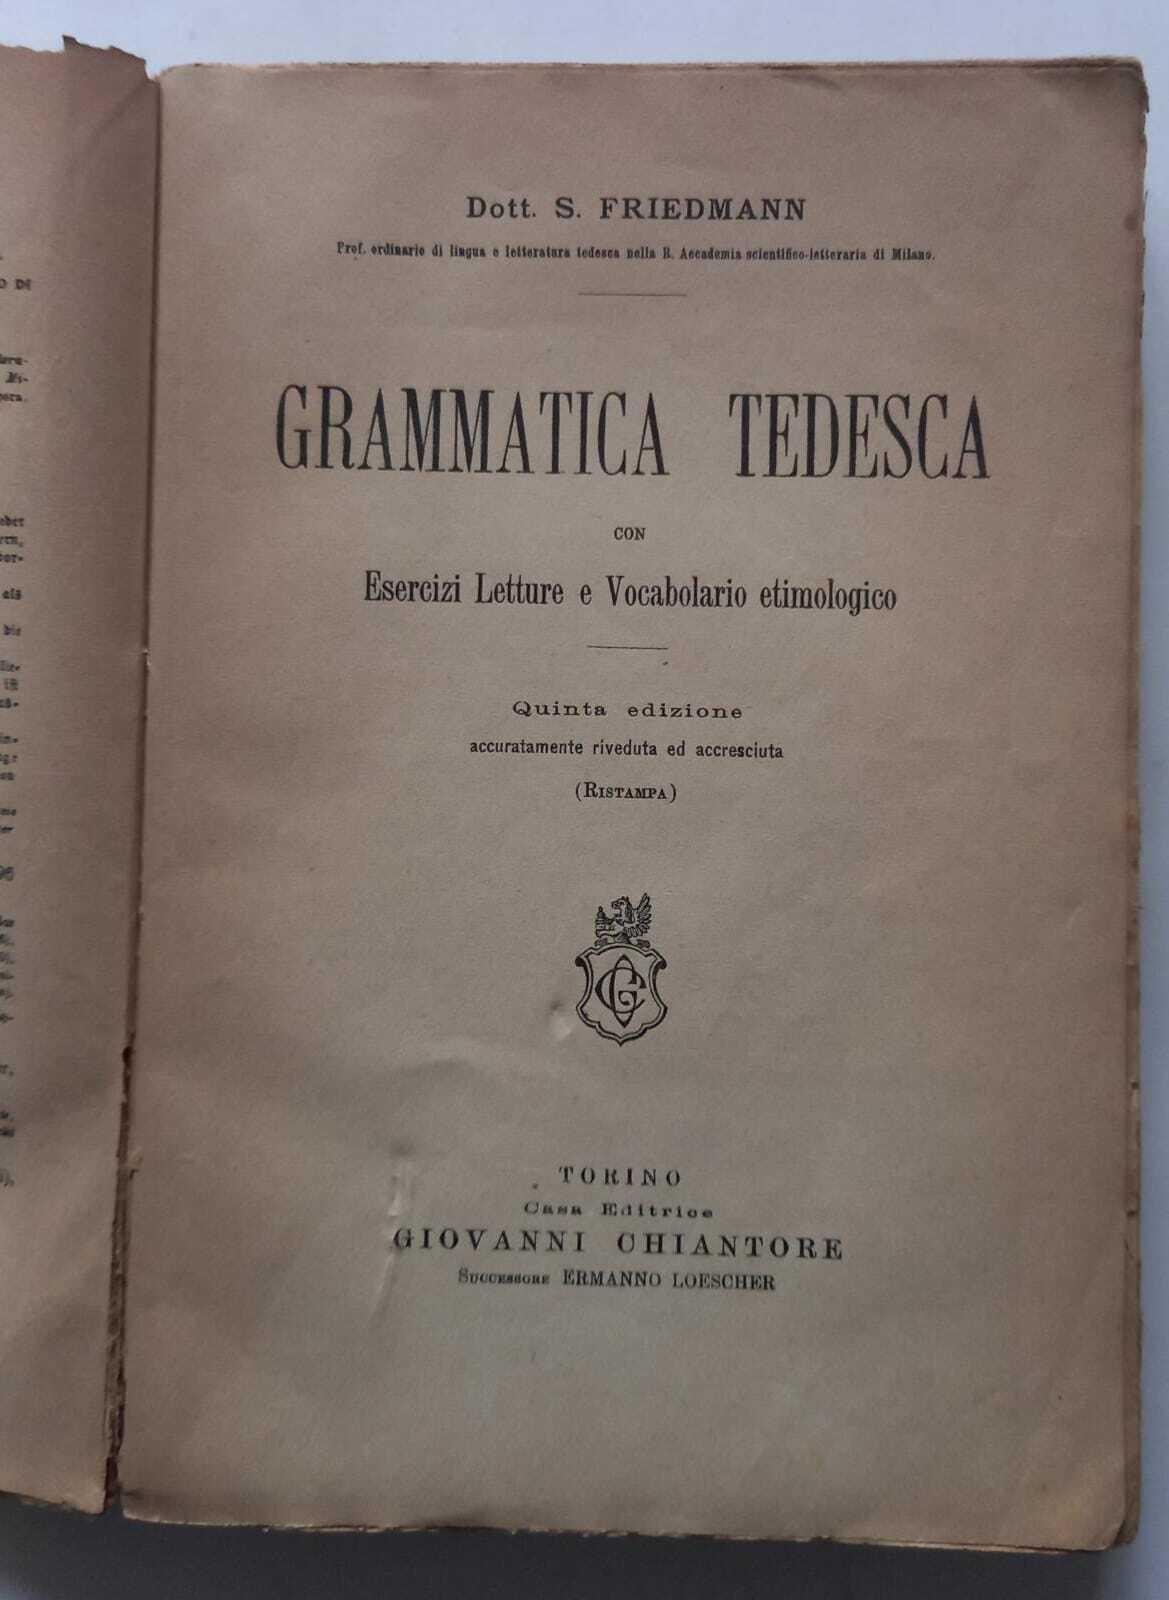 Dott. S. FRIEDMANN
Prof. ordinario di lingua e letteratura tedesca nella R. Accademia scientifico-letteraria di Milano.
GRAMMATICA TEDESCA
CON
Esercizi Letture e Vocabolario etimologico
Quinta edizione
accuratamente riveduta ed accresciuta
(RISTAMPA)
TORINO
Casa Editrice
GIOVANNI CHIANTORE
SUCCESSORE ERMANNO LOESCHER